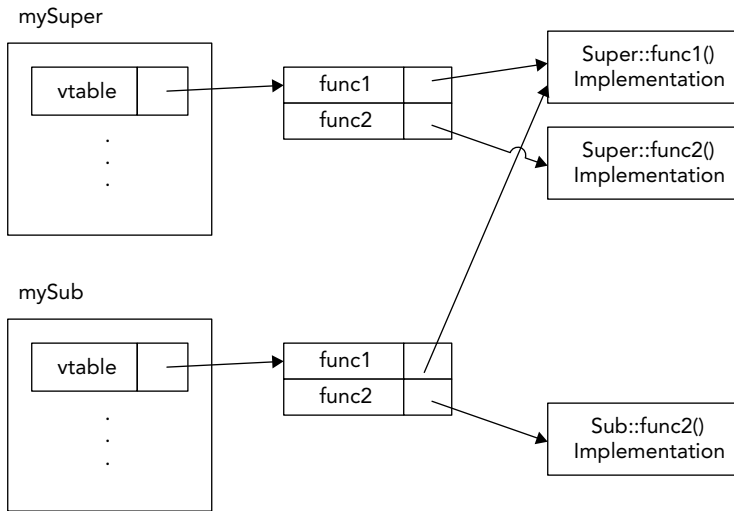 mySuper
vtable
.
.
.
func1
func2
Super::func1()
Implementation
Super::func2()
Implementation
mySub
vtable
.
.
.
func1
func2
Sub::func2()
Implementation